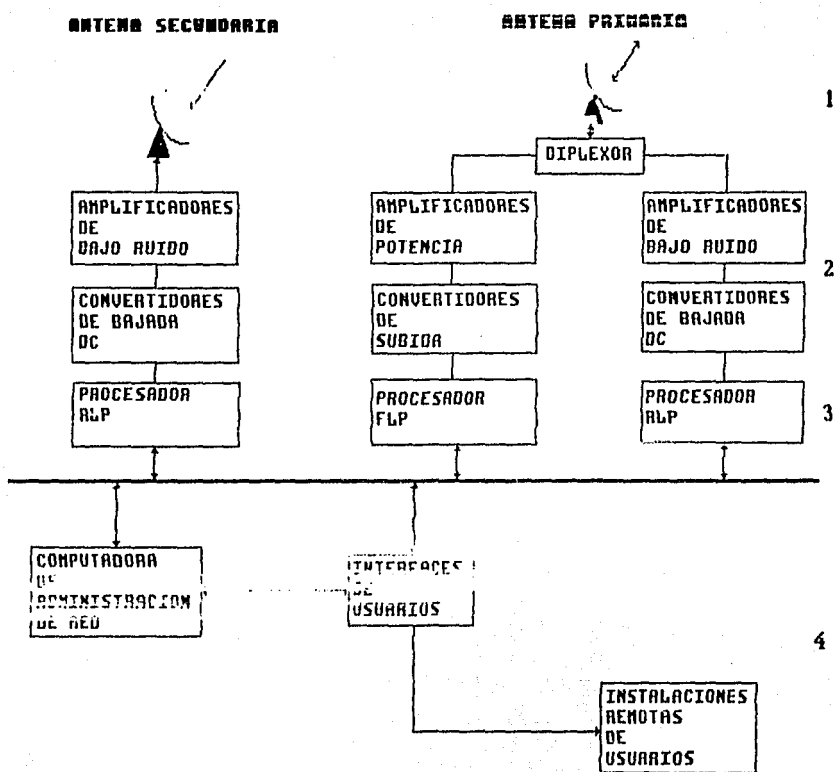 ANTENA SECUNDARIA
ANTENA PRIMARIA
1
DIPLEXOR
AMPLIFICADORES
DE
BAJO RUIDO
AMPLIFICADORES
DE
POTENCIA
AMPLIFICADORES
DE
BAJO RUIDO
2
CONVERTIDORES
DE BAJADA
DC
CONVERTIDORES
DE
SUBIDA
CONVERTIDORES
DE BAJADA
DC
PROCESADOR
RLP
PROCESADOR
FLP
PROCESADOR
RLP
3
COMPUTADORA
DE
ADMINISTRACION
DE RED
INTERFACES
DE
USUARIOS
4
INSTALACIONES
REMOTAS
DE
USUARIOS